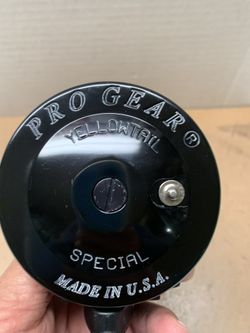 PRO GEAR®
YELLOWTAIL
SPECIAL
MADE IN U.S.A.